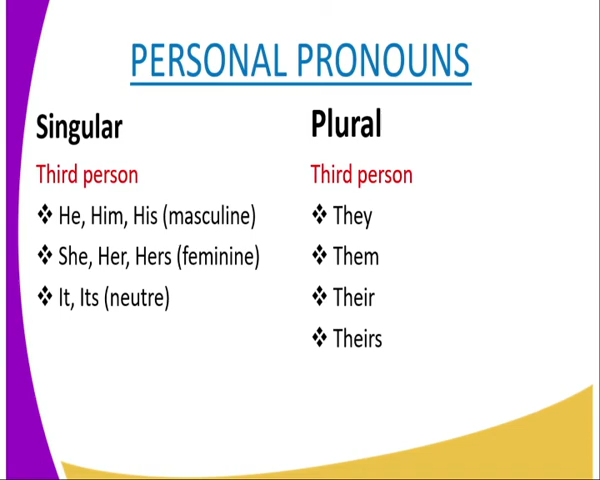 PERSONAL PRONOUNS
Singular
Third person
❖ He, Him, His (masculine)
❖ She, Her, Hers (feminine)
❖ It, Its (neutre)
Plural
Third person
❖ They
❖ Them
❖ Their
❖ Theirs